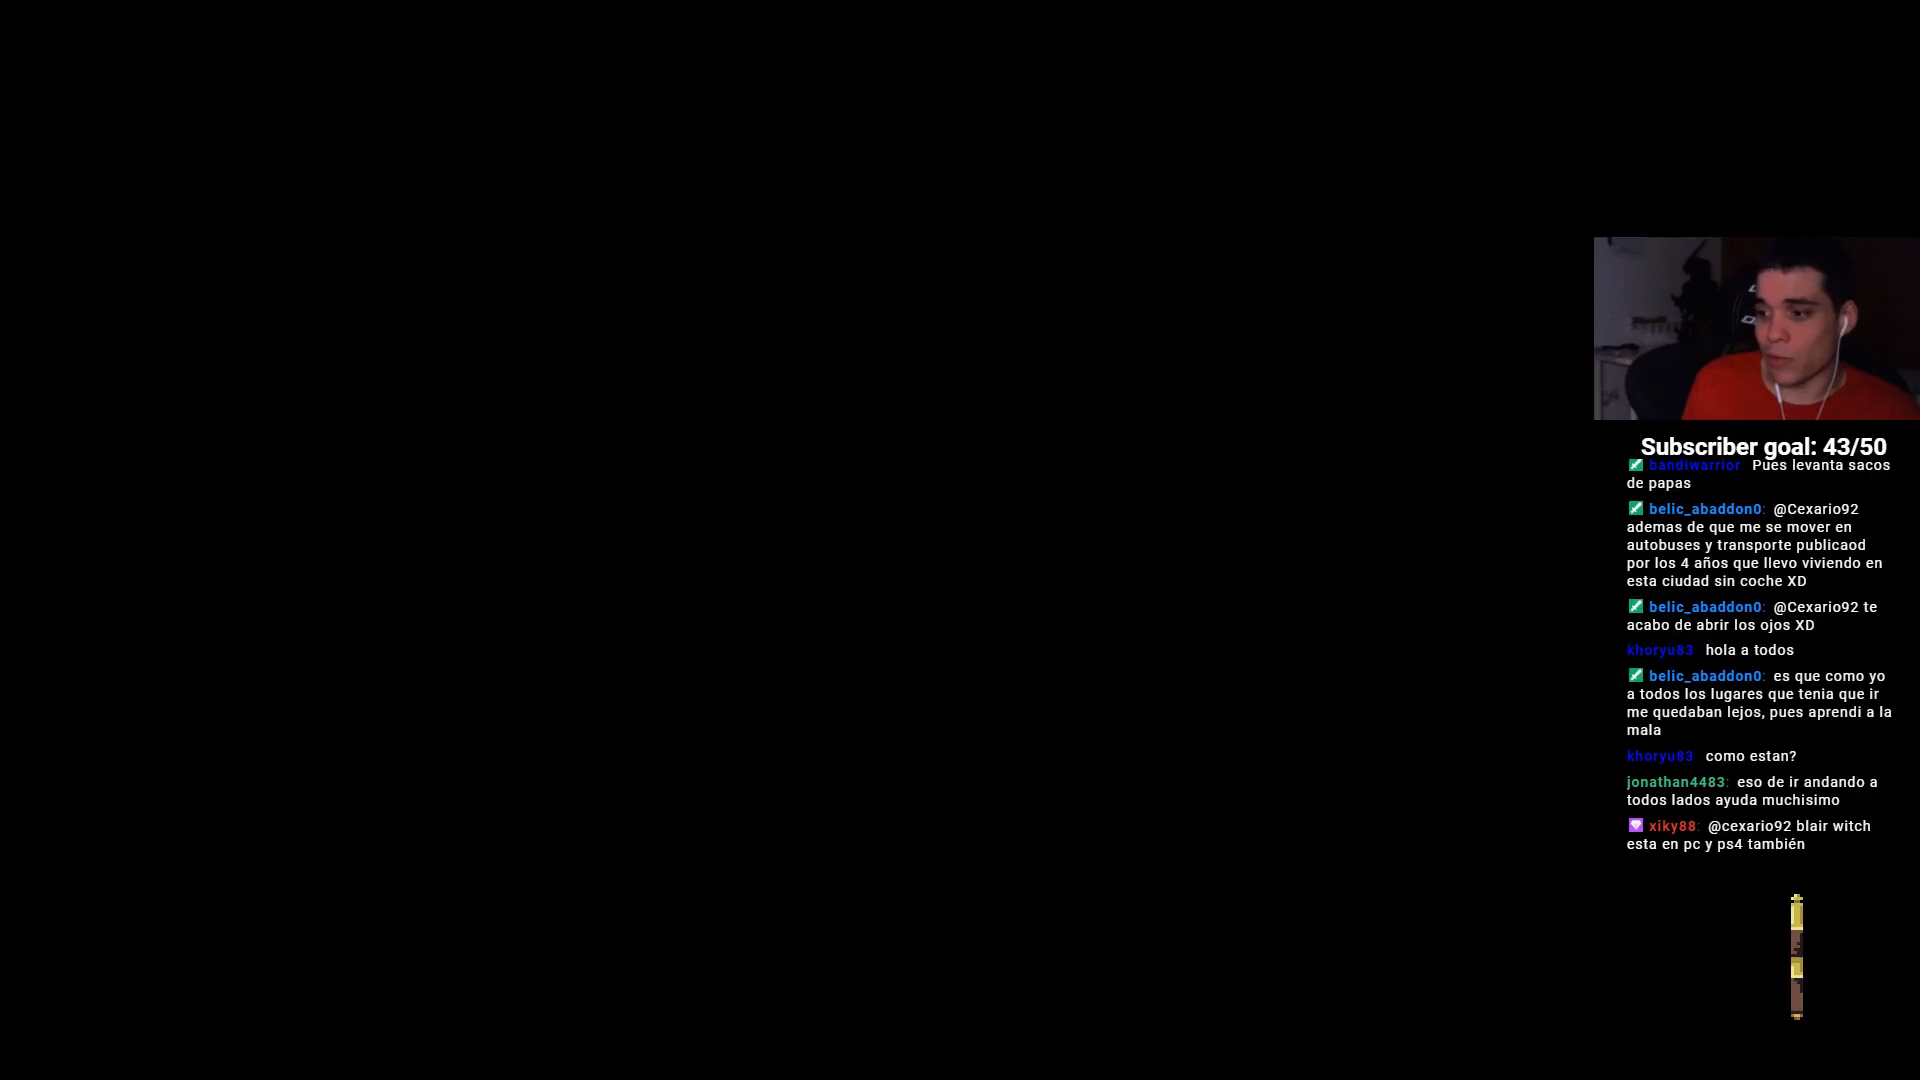 Subscriber goal: 43/50
bandiwarrior: Pues levanta sacos
de papas
belic_abaddon0: @Cexario92
ademas de que me se mover en
autobuses y transporte publicaod
por los 4 años que llevo viviendo en
esta ciudad sin coche XD
belic_abaddon0: @Cexario92 te
acabo de abrir los ojos XD
khoryu83: hola a todos
belic_abaddon0: es que como yo
a todos los lugares que tenia que ir
me quedaban lejos, pues aprendi a la
mala
khoryu83: como estan?
jonathan4483: eso de ir andando a
todos lados ayuda muchisimo
xiky88: @cexario92 blair witch
esta en pc y ps4 también